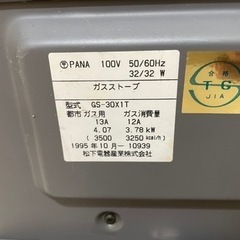 PANA 100V 50/60Hz
32/32 W
ガスストーブ
型式 GS-30X1T
都市ガス用 ガス消費量
13A 12A
4.07 3.78 kW
(3500 3250 kcal/h)
1995年10月-10939
松下電器産業株式会社
合格
TG
JIA